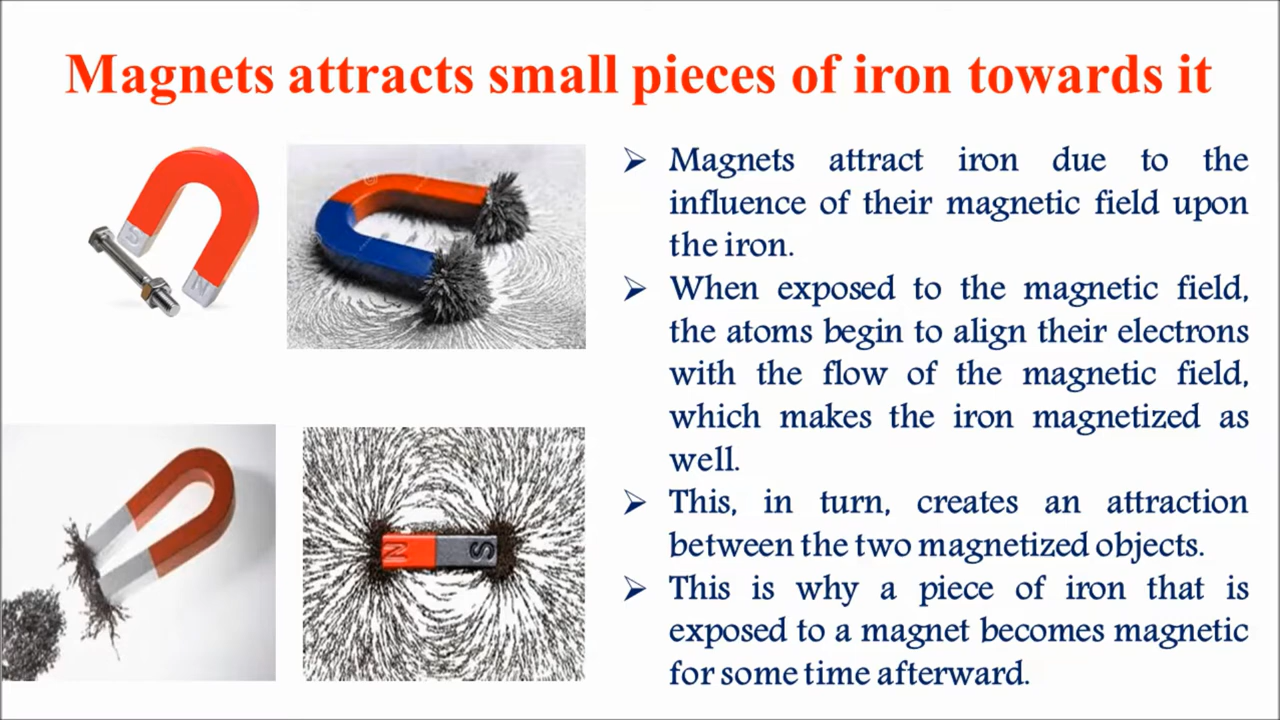 Magnets attracts small pieces of iron towards it
S
N
N S
➢ Magnets attract iron due to the
influence of their magnetic field upon
the iron.
➢ When exposed to the magnetic field,
the atoms begin to align their electrons
with the flow of the magnetic field,
which makes the iron magnetized as
well.
➢ This, in turn, creates an attraction
between the two magnetized objects.
➢ This is why a piece of iron that is
exposed to a magnet becomes magnetic
for some time afterward.